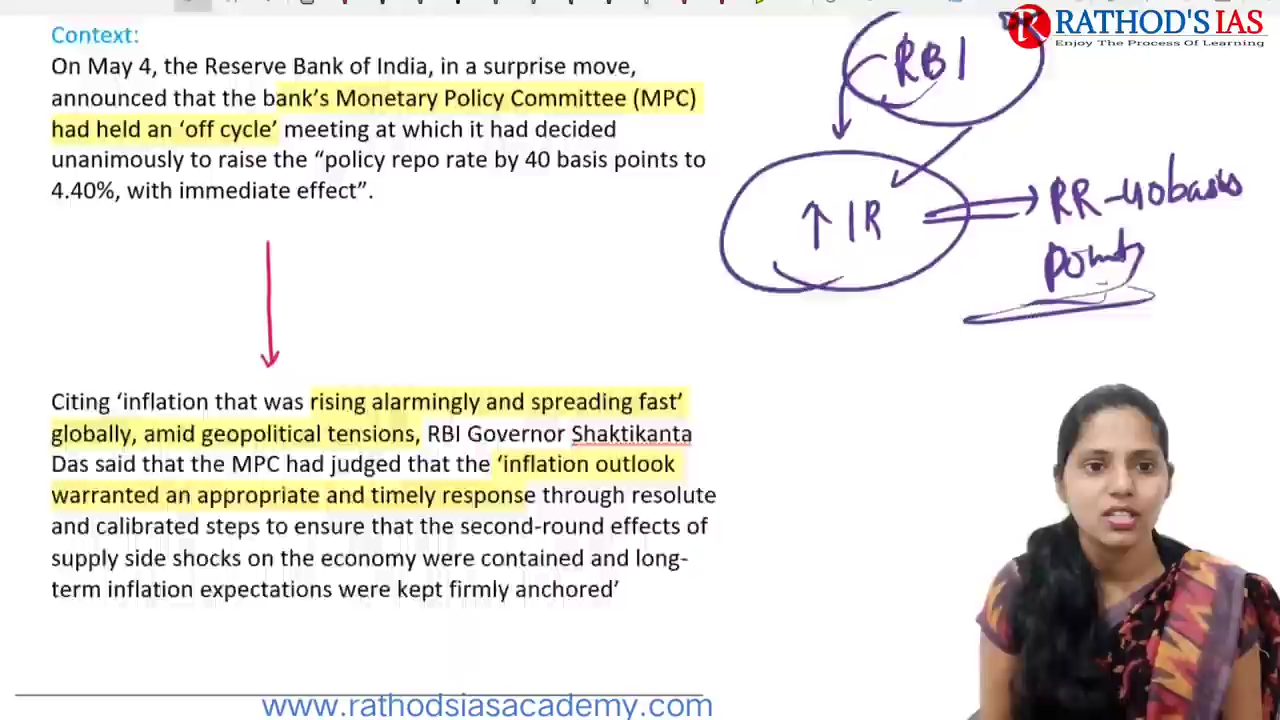 RATHOD'S IAS
Enjoy The Process Of Learning
Context:
On May 4, the Reserve Bank of India, in a surprise move,
announced that the bank's Monetary Policy Committee (MPC)
had held an 'off cycle' meeting at which it had decided
unanimously to raise the "policy repo rate by 40 basis points to
4.40%, with immediate effect".
RBI
↑ IR
RR - 40 basis
points
Citing 'inflation that was rising alarmingly and spreading fast'
globally, amid geopolitical tensions, RBI Governor Shaktikanta
Das said that the MPC had judged that the 'inflation outlook
warranted an appropriate and timely response through resolute
and calibrated steps to ensure that the second-round effects of
supply side shocks on the economy were contained and long-
term inflation expectations were kept firmly anchored'
www.rathodsiasacademy.com